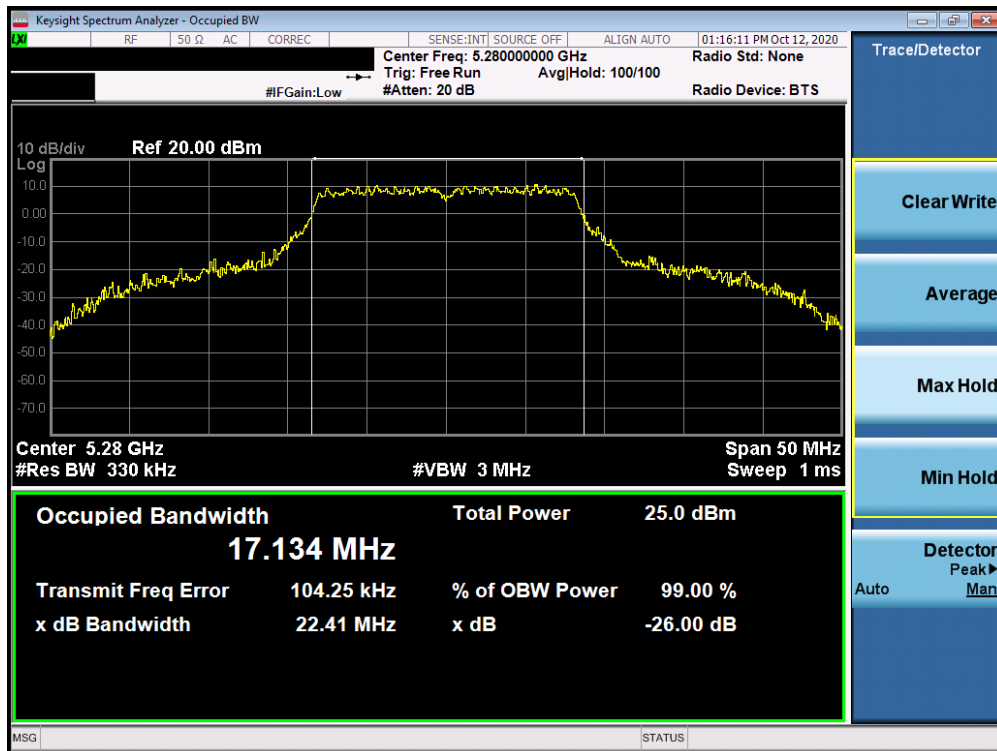 Keysight Spectrum Analyzer - Occupied BW
LXI RF 50 Ω AC CORREC SENSE:INT SOURCE OFF ALIGN AUTO 01:16:11 PM Oct 12, 2020
Center Freq: 5.280000000 GHz Radio Std: None
Trig: Free Run Avg|Hold: 100/100
#IFGain:Low #Atten: 20 dB Radio Device: BTS
Trace/Detector
10 dB/div Ref 20.00 dBm
Log
10.0
0.00
-10.0
-20.0
-30.0
-40.0
-50.0
-60.0
-70.0
Center 5.28 GHz Span 50 MHz
#Res BW 330 kHz #VBW 3 MHz Sweep 1 ms
Occupied Bandwidth Total Power 25.0 dBm
17.134 MHz
Transmit Freq Error 104.25 kHz % of OBW Power 99.00 %
x dB Bandwidth 22.41 MHz x dB -26.00 dB
Clear Write
Average
Max Hold
Min Hold
Detector
Peak▶
Auto Man
MSG STATUS